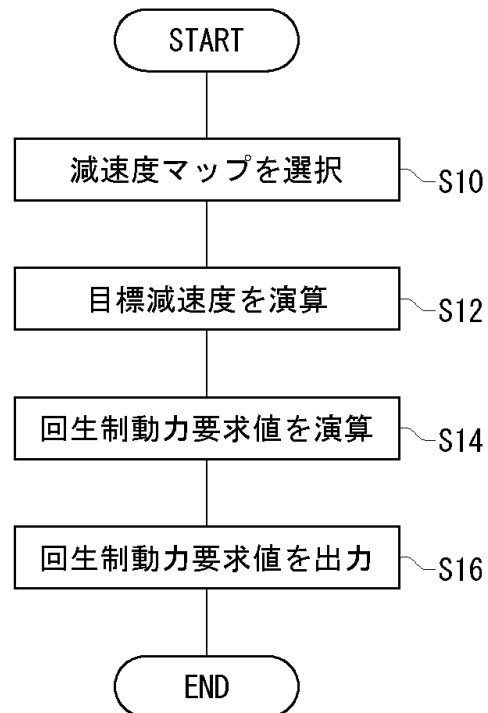 START
減速度マップを選択
S10
目標減速度を演算
S12
回生制動力要求値を演算
S14
回生制動力要求値を出力
S16
END